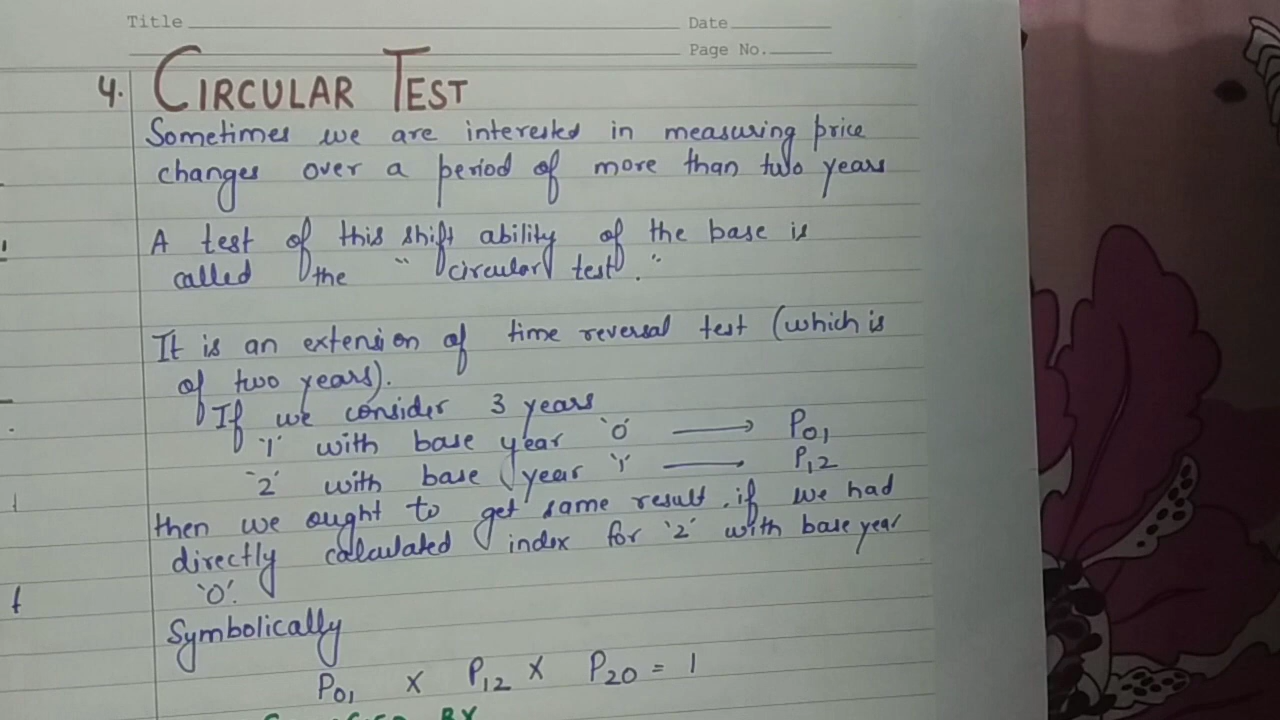 Title
Date
Page No.
4. CIRCULAR TEST
Sometimes we are interested in measuring price
changes over a period of more than two years
A test of this shift ability of the base is
called the " circular test."
It is an extension of time reversal test (which is
of two years).
If we consider 3 years
'1' with base year '0' → P01
'2' with base year '1' → P12
then we ought to get same result, if we had
directly calculated index for '2' with base year
'0'.
Symbolically
P01 x P12 x P20 = 1
BY